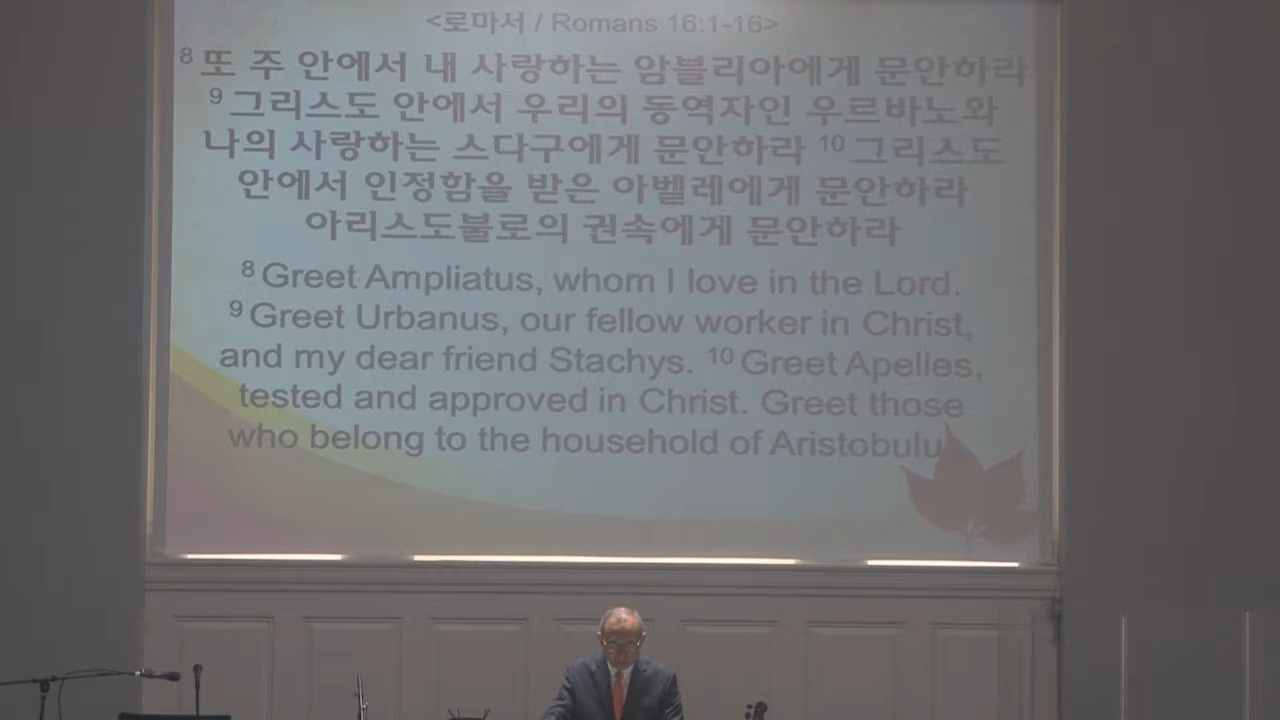 <로마서 / Romans 16:1-16>
8 또 주 안에서 내 사랑하는 암블리아에게 문안하라
9 그리스도 안에서 우리의 동역자인 우르바노와
나의 사랑하는 스다구에게 문안하라 10 그리스도
안에서 인정함을 받은 아벨레에게 문안하라
아리스도불로의 권속에게 문안하라
8 Greet Ampliatus, whom I love in the Lord.
9 Greet Urbanus, our fellow worker in Christ,
and my dear friend Stachys. 10 Greet Apelles,
tested and approved in Christ. Greet those
who belong to the household of Aristobulu